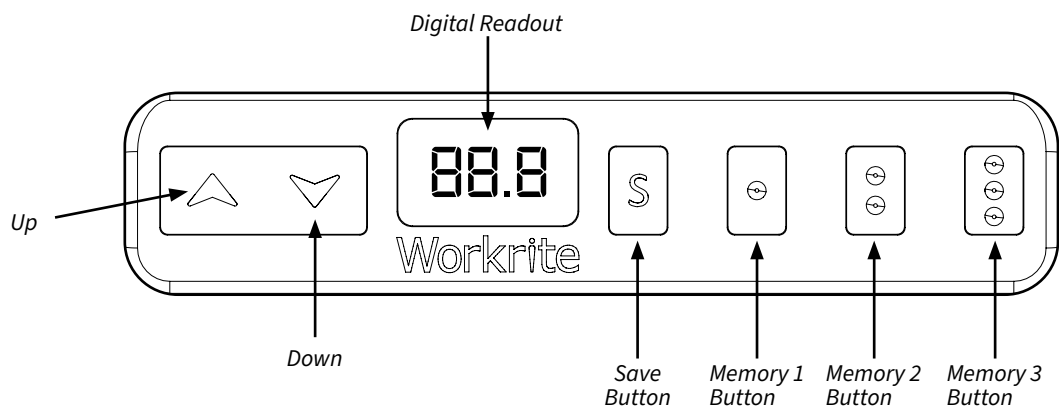 Digital Readout
88.8
S
Workrite
Up
Down
Save
Button
Memory 1
Button
Memory 2
Button
Memory 3
Button